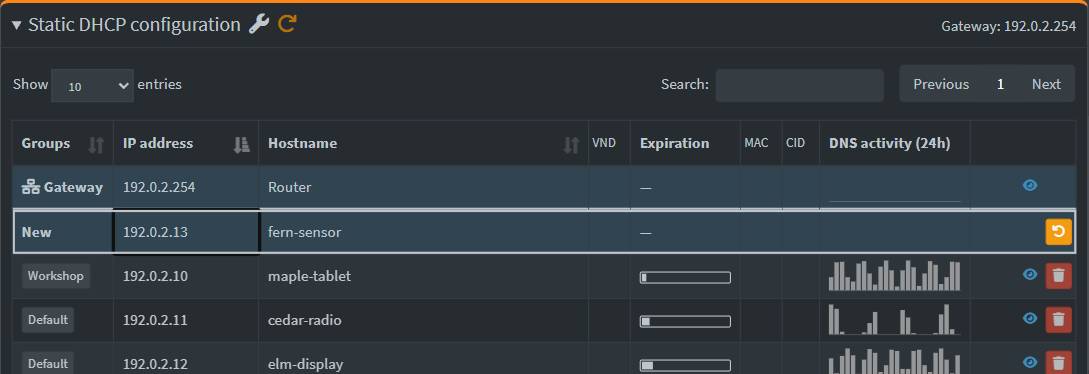 Static DHCP configuration Gateway: 192.0.2.254
Show 10 entries Search: Previous 1 Next
Groups IP address Hostname VND Expiration MAC CID DNS activity (24h)
Gateway 192.0.2.254 Router —
New 192.0.2.13 fern-sensor —
Workshop 192.0.2.10 maple-tablet
Default 192.0.2.11 cedar-radio
Default 192.0.2.12 elm-display